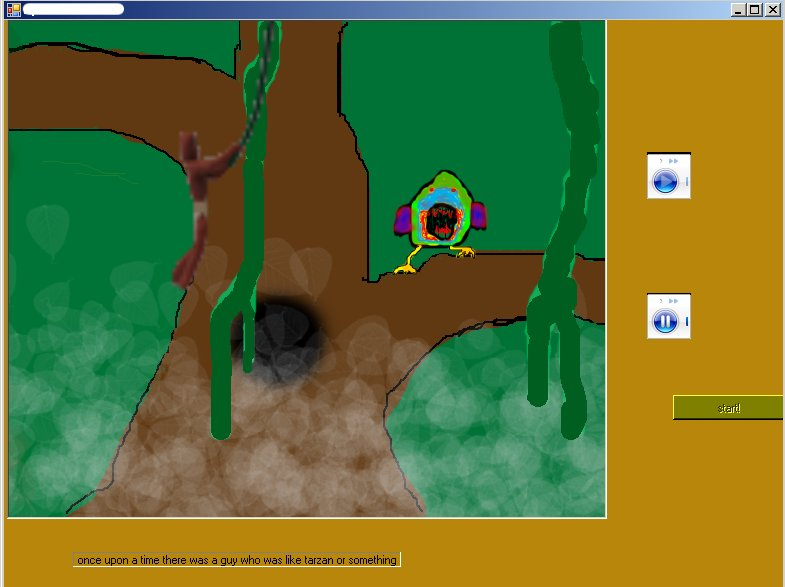 start!
once upon a time there was a guy who was like tarzan or something